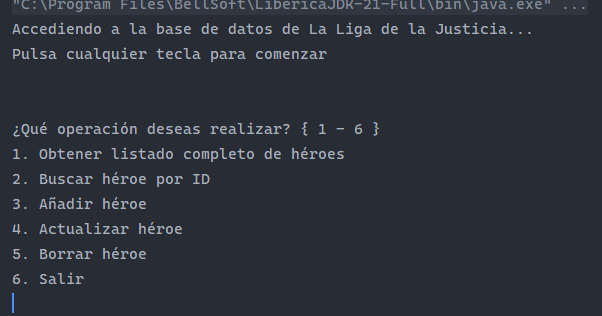 "C:\Program Files\BellSoft\LibericaJDK-21-Full\bin\java.exe" ...
Accediendo a la base de datos de La Liga de la Justicia...
Pulsa cualquier tecla para comenzar
¿Qué operación deseas realizar? { 1 - 6 }
1. Obtener listado completo de héroes
2. Buscar héroe por ID
3. Añadir héroe
4. Actualizar héroe
5. Borrar héroe
6. Salir